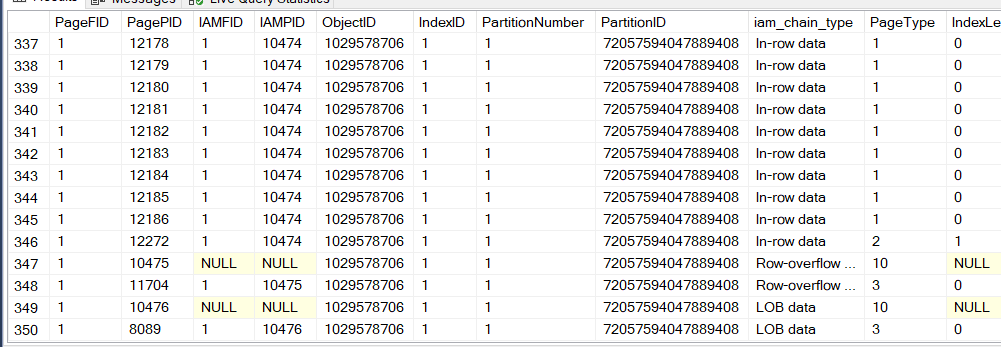 Results Messages Live Query Statistics
PageFID PagePID IAMFID IAMPID ObjectID IndexID PartitionNumber PartitionID iam_chain_type PageType IndexLe
337 1 12178 1 10474 1029578706 1 1 72057594047889408 In-row data 1 0
338 1 12179 1 10474 1029578706 1 1 72057594047889408 In-row data 1 0
339 1 12180 1 10474 1029578706 1 1 72057594047889408 In-row data 1 0
340 1 12181 1 10474 1029578706 1 1 72057594047889408 In-row data 1 0
341 1 12182 1 10474 1029578706 1 1 72057594047889408 In-row data 1 0
342 1 12183 1 10474 1029578706 1 1 72057594047889408 In-row data 1 0
343 1 12184 1 10474 1029578706 1 1 72057594047889408 In-row data 1 0
344 1 12185 1 10474 1029578706 1 1 72057594047889408 In-row data 1 0
345 1 12186 1 10474 1029578706 1 1 72057594047889408 In-row data 1 0
346 1 12272 1 10474 1029578706 1 1 72057594047889408 In-row data 2 1
347 1 10475 NULL NULL 1029578706 1 1 72057594047889408 Row-overflow ... 10 NULL
348 1 11704 1 10475 1029578706 1 1 72057594047889408 Row-overflow ... 3 0
349 1 10476 NULL NULL 1029578706 1 1 72057594047889408 LOB data 10 NULL
350 1 8089 1 10476 1029578706 1 1 72057594047889408 LOB data 3 0